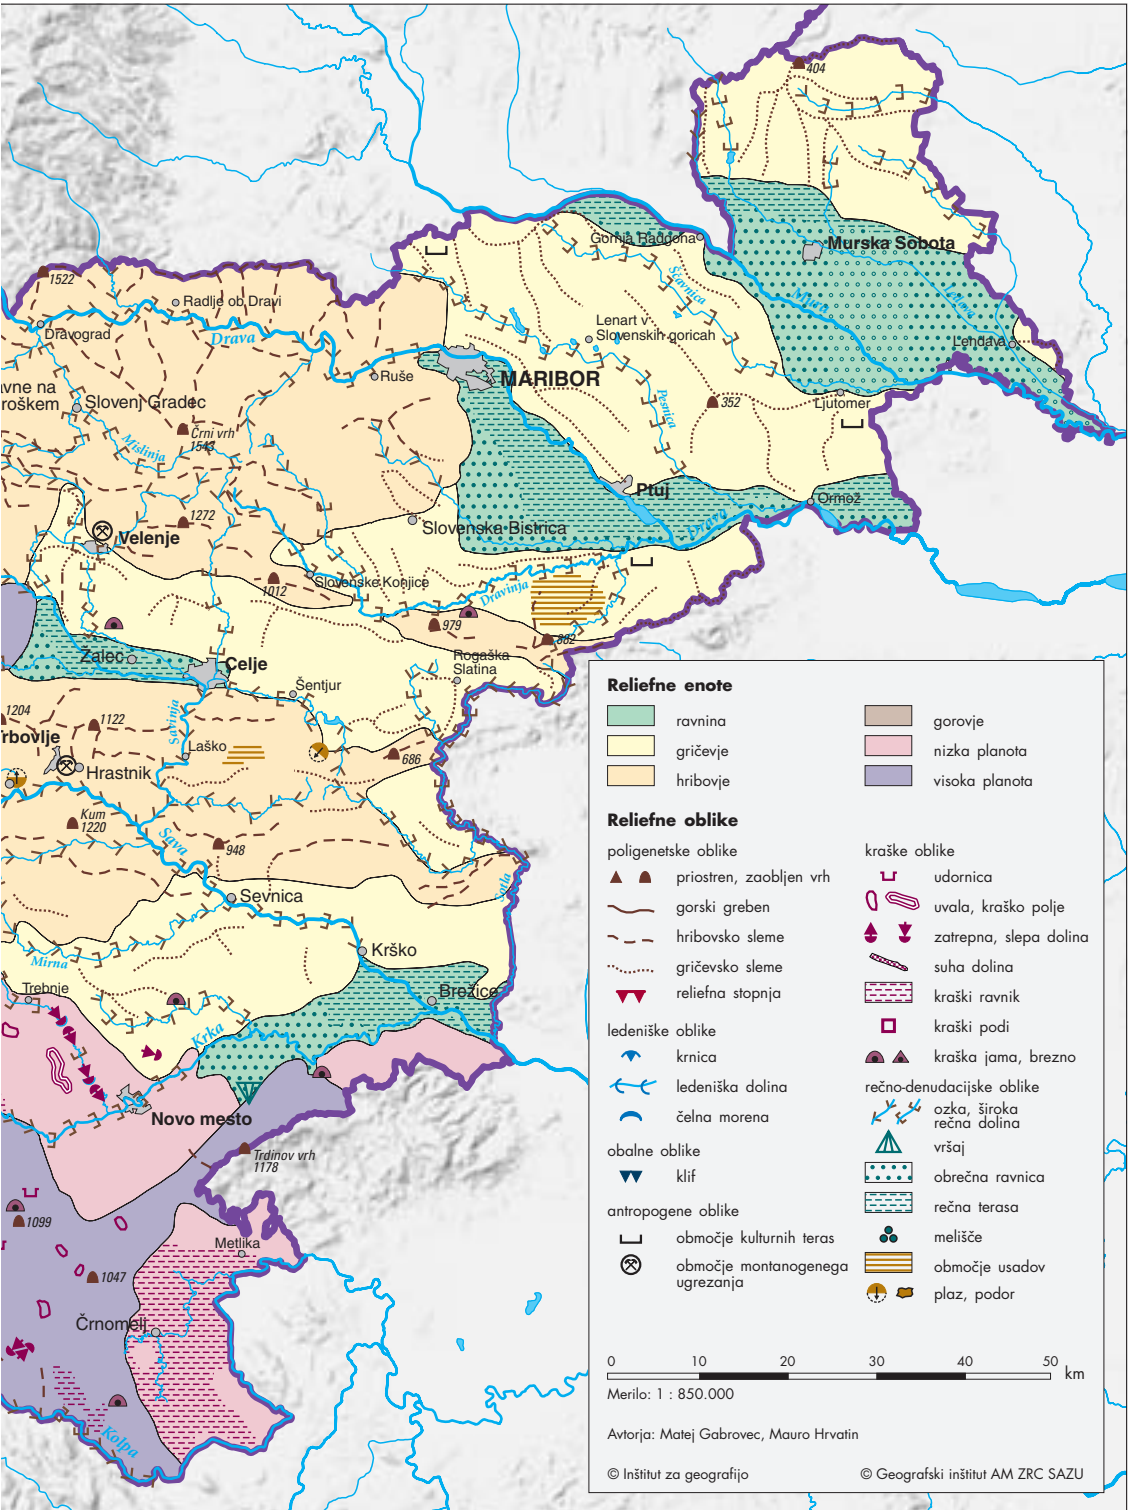 404
Gornja Radgona
Murska Sobota
Ščavnica
Mura
Ledava
1522
Radlje ob Dravi
Dravograd
Drava
Lenart v
Slovenskih goricah
Lendava
Ruše
MARIBOR
avne na
roškem
Slovenj Gradec
352
Pesnica
Ljutomer
Črni vrh
1543
Mislinja
Ptuj
Ormož
1272
Slovenska Bistrica
Drava
Velenje
1012
Slovenske Konjice
Dravinja
979
882
Žalec
Celje
Rogaška
Slatina
Šentjur
1204
1122
Savinja
rbovlje
Laško
686
Hrastnik
Kum
1220
Sava
948
Sotla
Sevnica
Krško
Mirna
Trebnje
Brežice
Krka
Novo mesto
Trdinov vrh
1178
1099
Metlika
1047
Črnomelj
Kolpa
Reliefne enote
ravnina
gričevje
hribovje
gorovje
nizka planota
visoka planota
Reliefne oblike
poligenetske oblike
priostren, zaobljen vrh
gorski greben
hribovsko sleme
gričevsko sleme
reliefna stopnja
ledeniške oblike
krnica
ledeniška dolina
čelna morena
obalne oblike
klif
antropogene oblike
območje kulturnih teras
območje montanogenega
ugrezanja
kraške oblike
udornica
uvala, kraško polje
zatrepna, slepa dolina
suha dolina
kraški ravnik
kraški podi
kraška jama, brezno
rečno-denudacijske oblike
ozka, široka
rečna dolina
vršaj
obrečna ravnica
rečna terasa
melišče
območje usadov
plaz, podor
0 10 20 30 40 50 km
Merilo: 1 : 850.000
Avtorja: Matej Gabrovec, Mauro Hrvatin
© Inštitut za geografijo
© Geografski inštitut AM ZRC SAZU